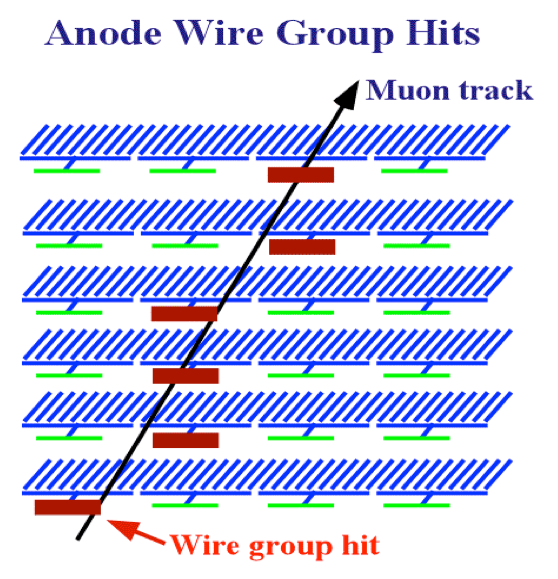 Anode Wire Group Hits
Muon track
Wire group hit